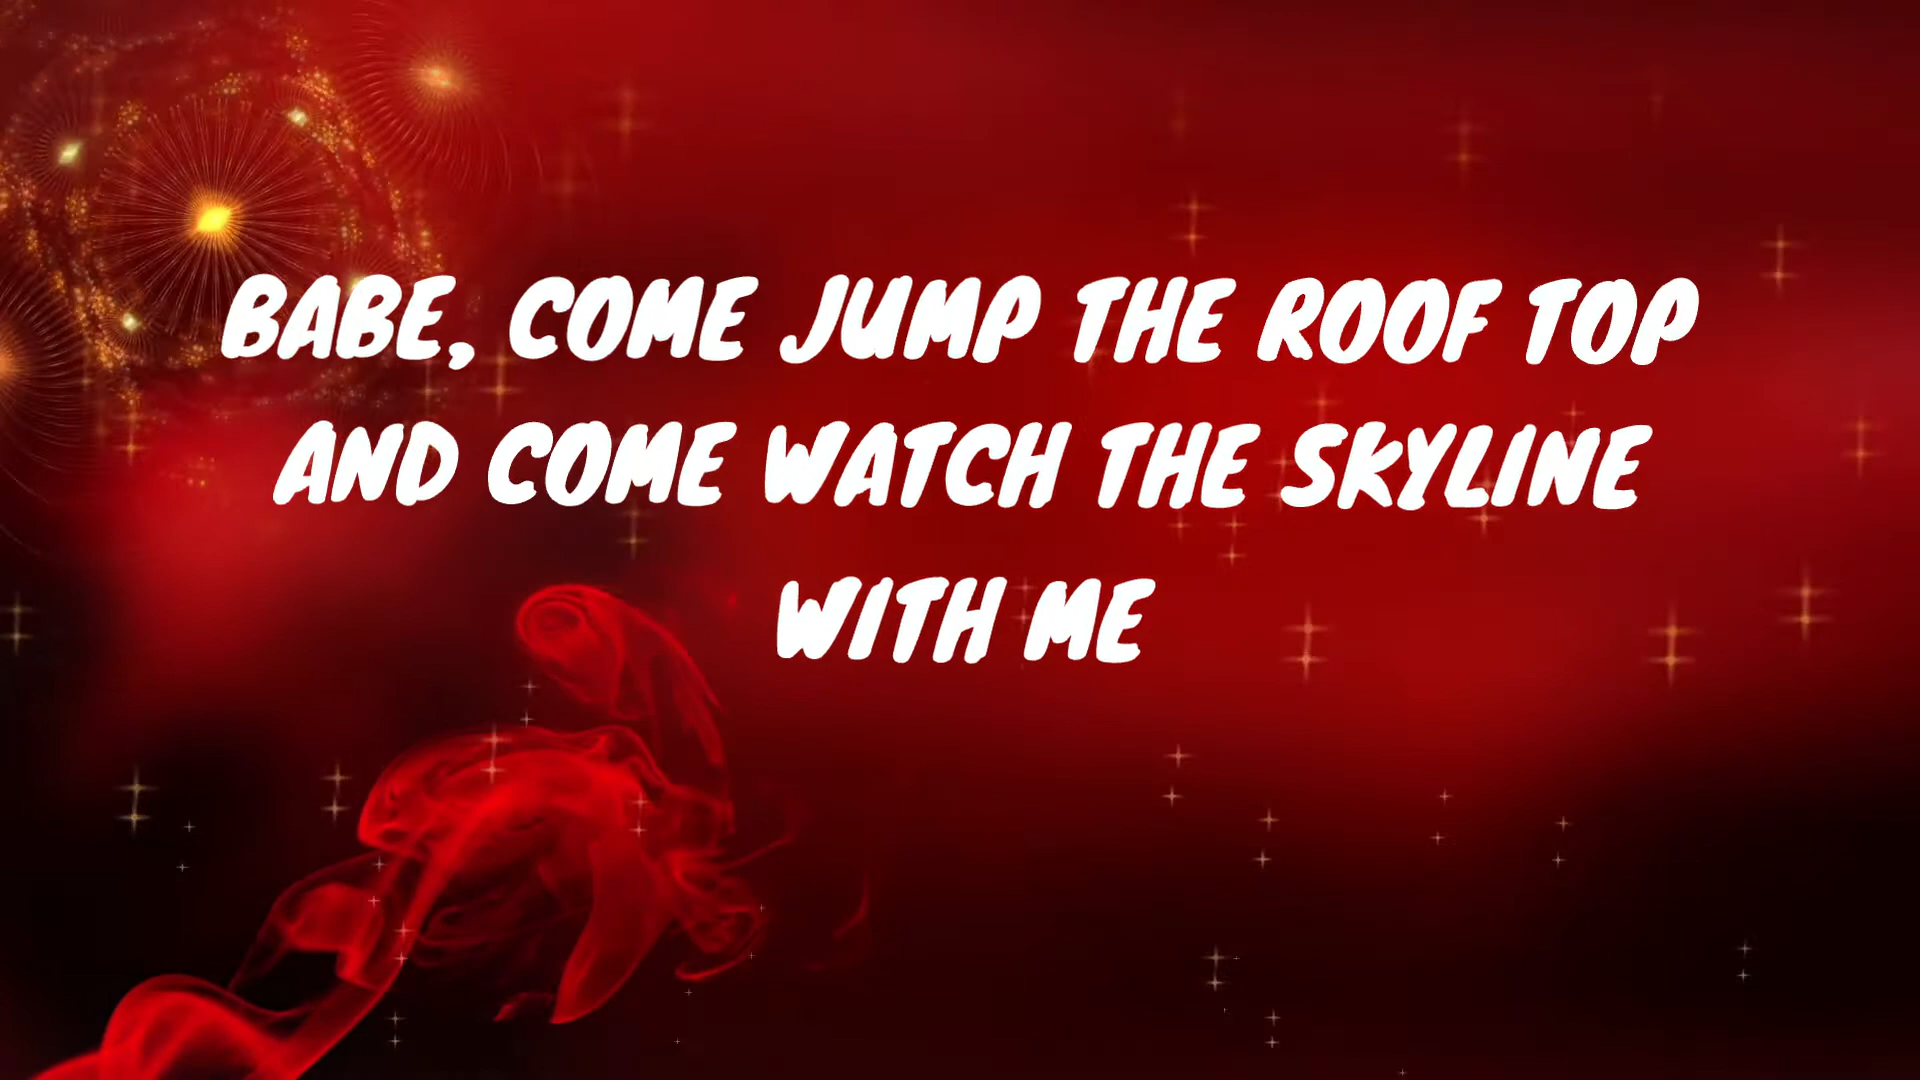 BABE, COME JUMP THE ROOF TOP
AND COME WATCH THE SKYLINE
WITH ME